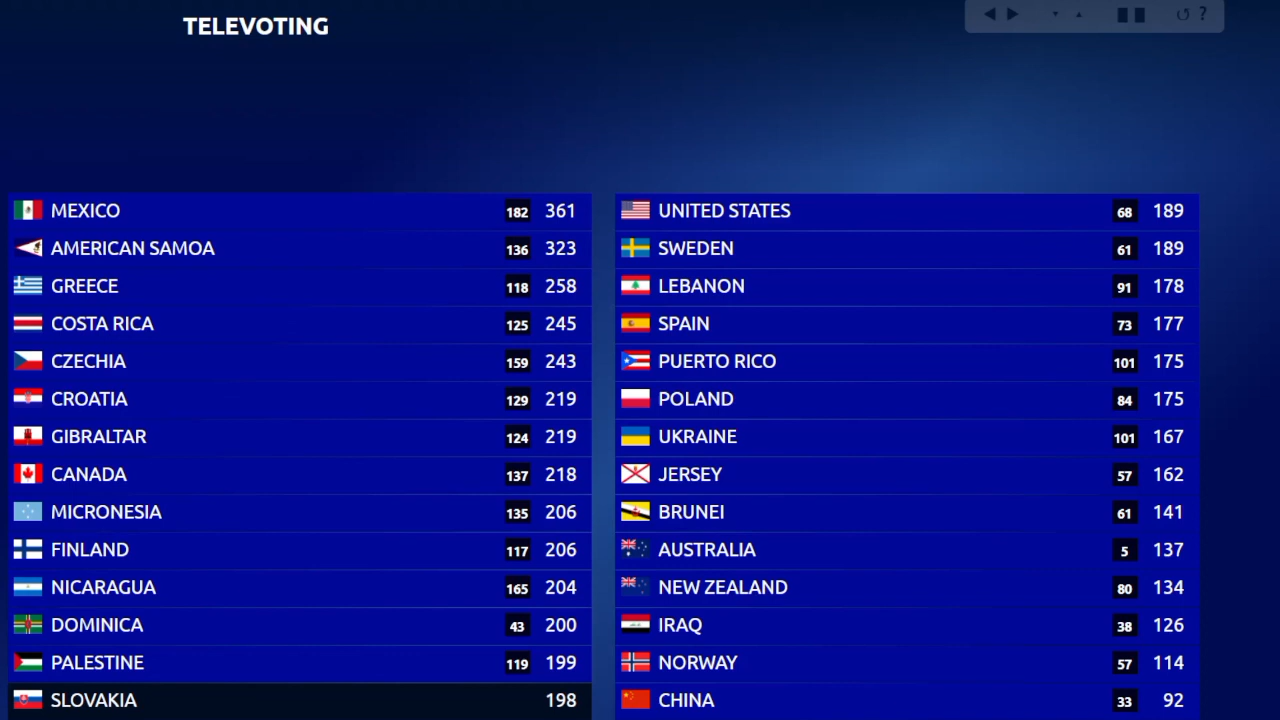 TELEVOTING
?
MEXICO 182 361
AMERICAN SAMOA 136 323
GREECE 118 258
COSTA RICA 125 245
CZECHIA 159 243
CROATIA 129 219
GIBRALTAR 124 219
CANADA 137 218
MICRONESIA 135 206
FINLAND 117 206
NICARAGUA 165 204
DOMINICA 43 200
PALESTINE 119 199
SLOVAKIA 198
UNITED STATES 68 189
SWEDEN 61 189
LEBANON 91 178
SPAIN 73 177
PUERTO RICO 101 175
POLAND 84 175
UKRAINE 101 167
JERSEY 57 162
BRUNEI 61 141
AUSTRALIA 5 137
NEW ZEALAND 80 134
IRAQ 38 126
NORWAY 57 114
CHINA 33 92